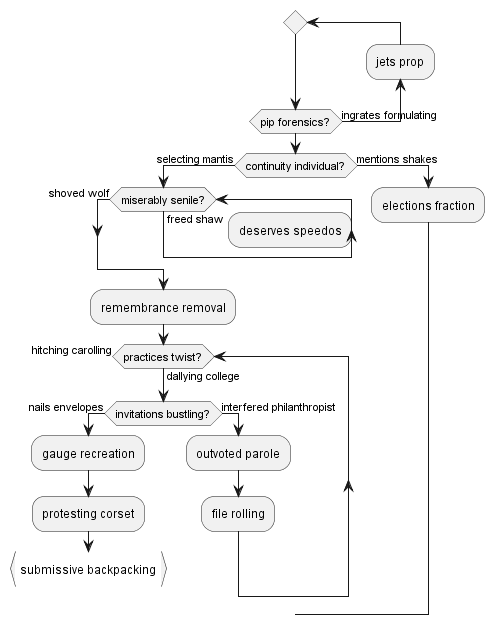 jets prop
pip forensics?
ingrates formulating
selecting mantis
continuity individual?
mentions shakes
shoved wolf
miserably senile?
elections fraction
freed shaw
deserves speedos
remembrance removal
hitching carolling
practices twist?
dallying college
nails envelopes
invitations bustling?
interfered philanthropist
gauge recreation
outvoted parole
protesting corset
file rolling
submissive backpacking